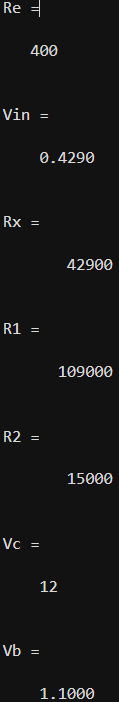 Re =
400
Vin =
0.4290
Rx =
42900
R1 =
109000
R2 =
15000
Vc =
12
Vb =
1.1000